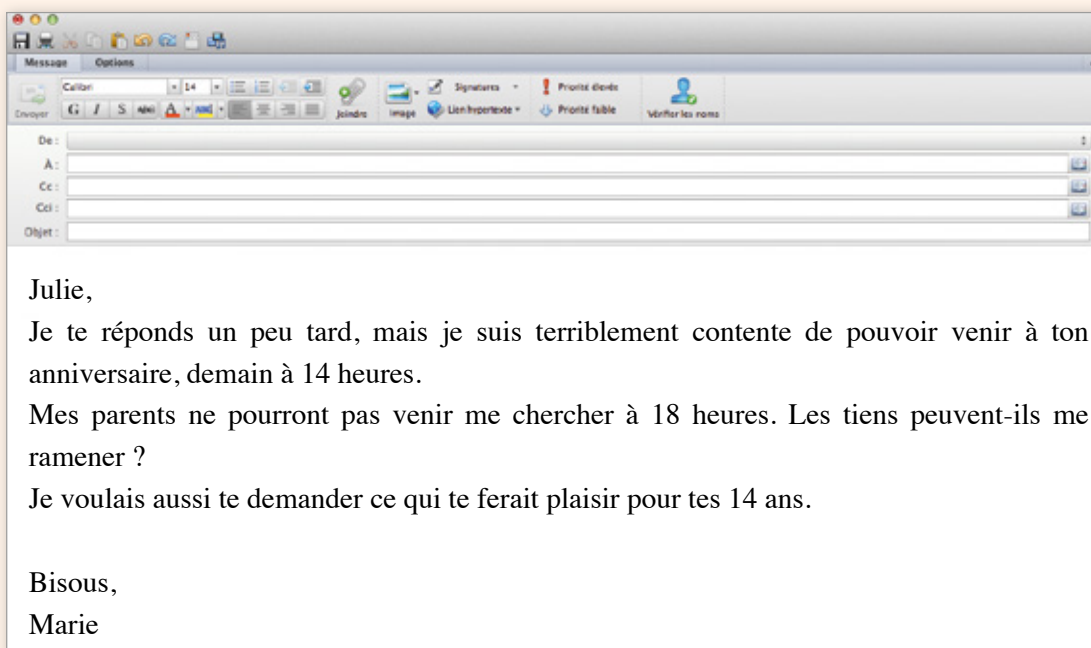 Message Options
Calibri 14 Signatures Priorité élevée
Envoyer G I S Joindre Image Lien hypertexte Priorité faible Vérifier les noms
De :
À :
Cc :
Cci :
Objet :
Julie,
Je te réponds un peu tard, mais je suis terriblement contente de pouvoir venir à ton
anniversaire, demain à 14 heures.
Mes parents ne pourront pas venir me chercher à 18 heures. Les tiens peuvent-ils me
ramener ?
Je voulais aussi te demander ce qui te ferait plaisir pour tes 14 ans.
Bisous,
Marie